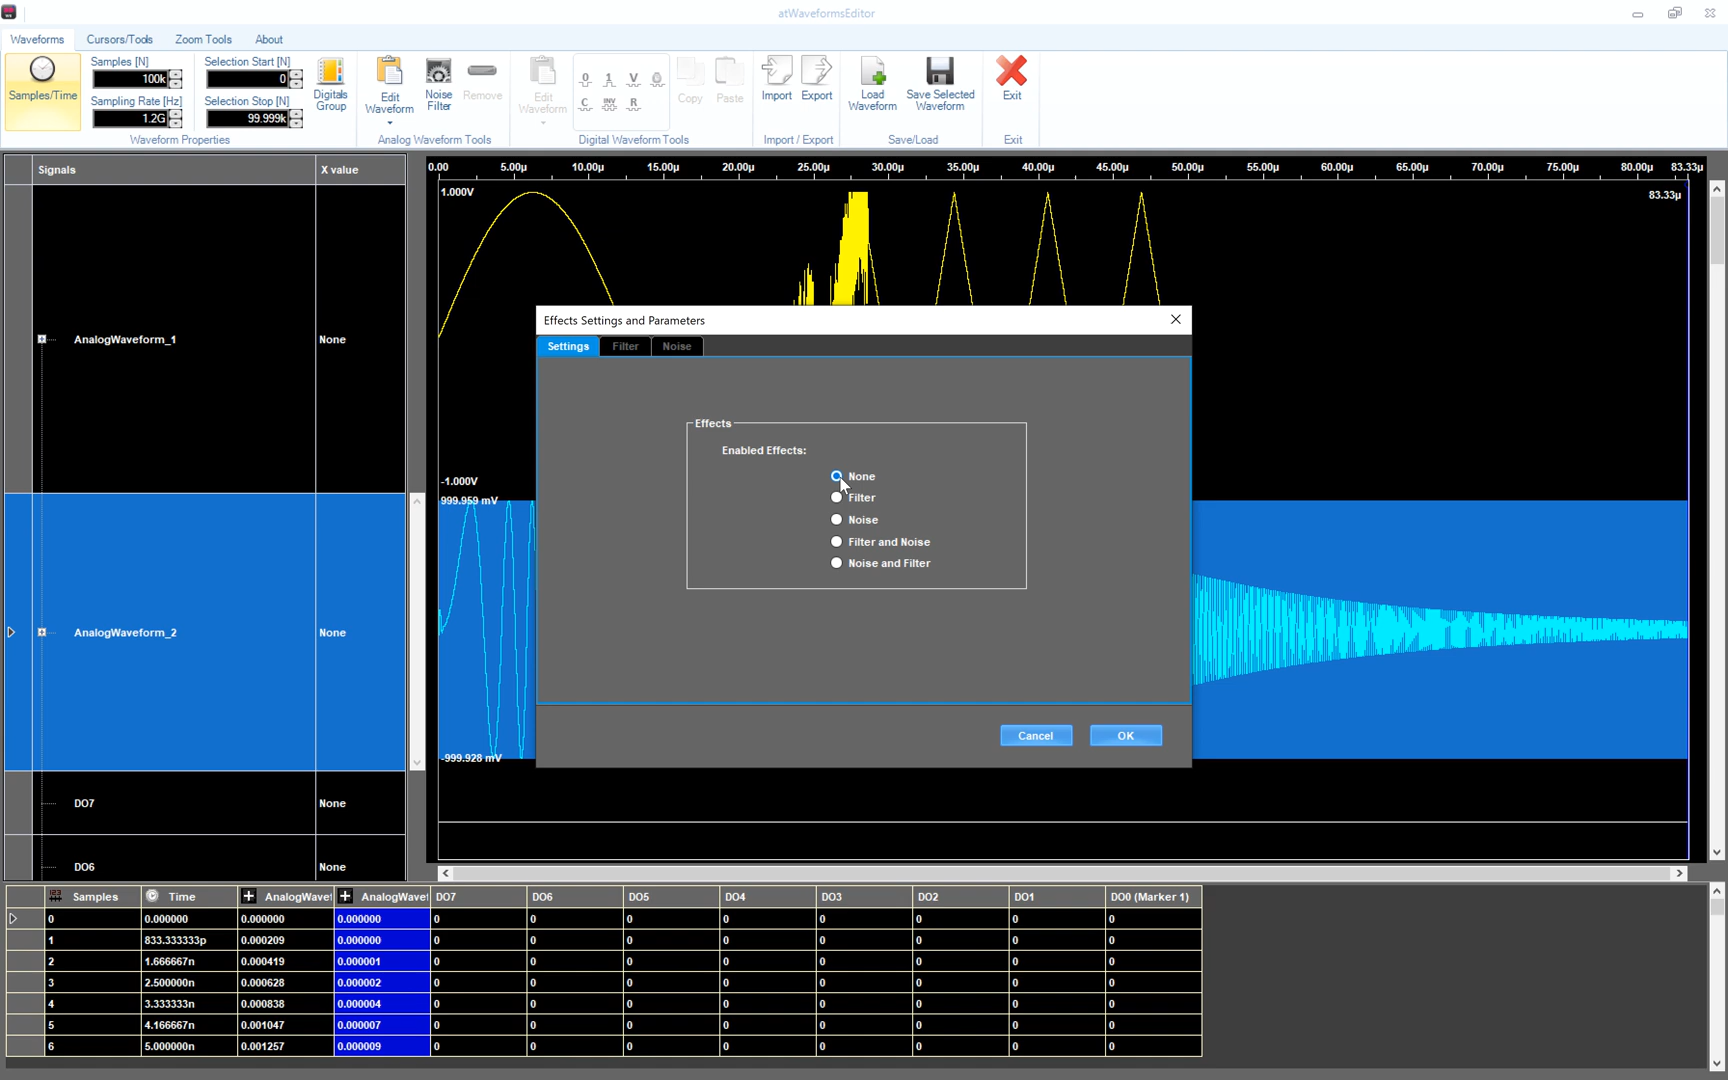 atWaveformsEditor
Waveforms Cursors/Tools Zoom Tools About
Samples/Time
Samples [N]
100k
Sampling Rate [Hz]
1.2G
Selection Start [N]
0
Selection Stop [N]
99.999k
Digitals Group
Waveform Properties
Edit Waveform
Noise Filter
Remove
Analog Waveform Tools
Edit Waveform
0 1 V
C INV R
Digital Waveform Tools
Copy Paste
Import Export
Import / Export
Load Waveform
Save Selected Waveform
Save/Load
Exit
Exit
Signals X value
0.00 5.00µ 10.00µ 15.00µ 20.00µ 25.00µ 30.00µ 35.00µ 40.00µ 45.00µ 50.00µ 55.00µ 60.00µ 65.00µ 70.00µ 75.00µ 80.00µ 83.33µ
1.000V
83.33µ
AnalogWaveform_1 None
-1.000V
999.959 mV
AnalogWaveform_2 None
-999.928 mV
DO7 None
DO6 None
Effects Settings and Parameters
Settings Filter Noise
Effects
Enabled Effects:
None
Filter
Noise
Filter and Noise
Noise and Filter
Cancel OK
Samples Time AnalogWavef AnalogWavef DO7 DO6 DO5 DO4 DO3 DO2 DO1 DO0 (Marker 1)
0 0.000000 0.000000 0.000000 0 0 0 0 0 0 0 0
1 833.333333p 0.000209 0.000000 0 0 0 0 0 0 0 0
2 1.666667n 0.000419 0.000001 0 0 0 0 0 0 0 0
3 2.500000n 0.000628 0.000002 0 0 0 0 0 0 0 0
4 3.333333n 0.000838 0.000004 0 0 0 0 0 0 0 0
5 4.166667n 0.001047 0.000007 0 0 0 0 0 0 0 0
6 5.000000n 0.001257 0.000009 0 0 0 0 0 0 0 0